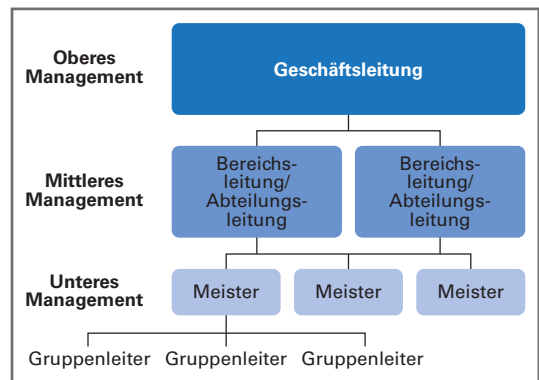 Oberes
Management
Geschäftsleitung
Mittleres
Management
Bereichs-
leitung/
Abteilungs-
leitung
Bereichs-
leitung/
Abteilungs-
leitung
Unteres
Management
Meister
Meister
Meister
Gruppenleiter
Gruppenleiter
Gruppenleiter